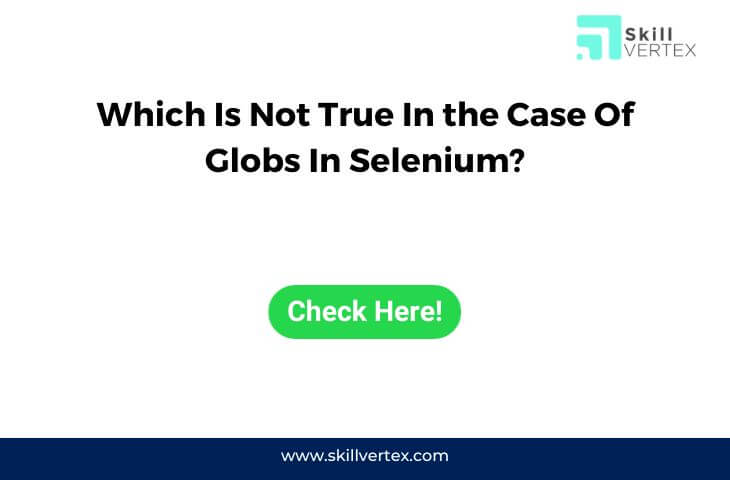 Skill
VERTEX
Which Is Not True In the Case Of
Globs In Selenium?
Check Here!
www.skillvertex.com